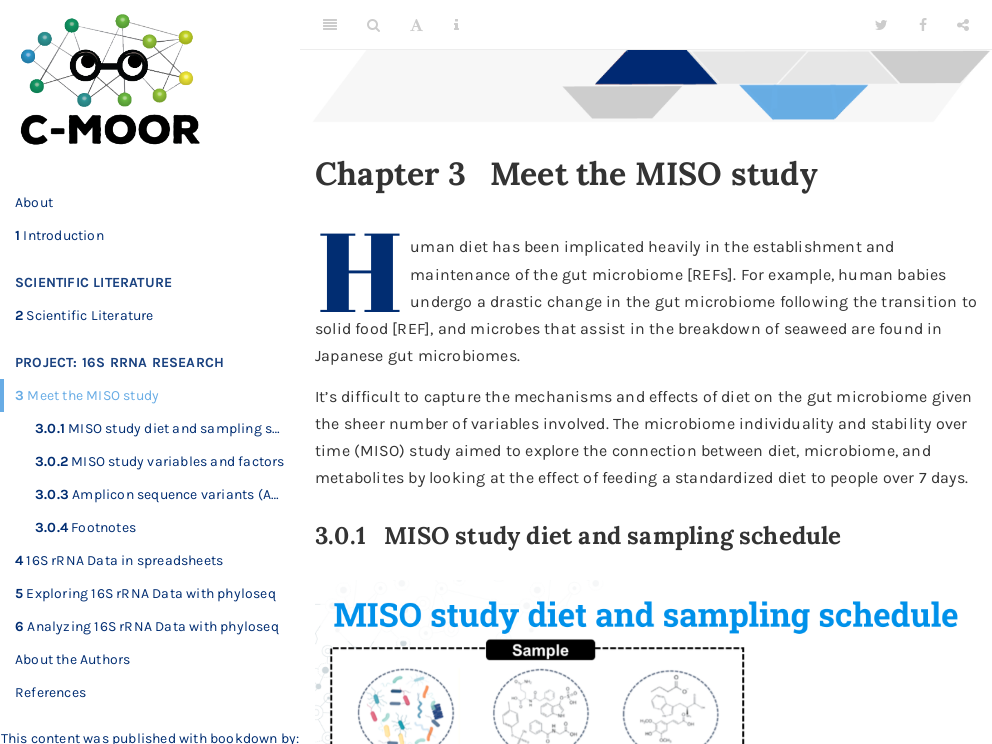 C-MOOR
About
1 Introduction
SCIENTIFIC LITERATURE
2 Scientific Literature
PROJECT: 16S RRNA RESEARCH
3 Meet the MISO study
3.0.1 MISO study diet and sampling s…
3.0.2 MISO study variables and factors
3.0.3 Amplicon sequence variants (A…
3.0.4 Footnotes
4 16S rRNA Data in spreadsheets
5 Exploring 16S rRNA Data with phyloseq
6 Analyzing 16S rRNA Data with phyloseq
About the Authors
References
This content was published with bookdown by:
A
i
Chapter 3 Meet the MISO study
Human diet has been implicated heavily in the establishment and
maintenance of the gut microbiome [REFs]. For example, human babies
undergo a drastic change in the gut microbiome following the transition to
solid food [REF], and microbes that assist in the breakdown of seaweed are found in
Japanese gut microbiomes.
It's difficult to capture the mechanisms and effects of diet on the gut microbiome given
the sheer number of variables involved. The microbiome individuality and stability over
time (MISO) study aimed to explore the connection between diet, microbiome, and
metabolites by looking at the effect of feeding a standardized diet to people over 7 days.
3.0.1 MISO study diet and sampling schedule
MISO study diet and sampling schedule
Sample